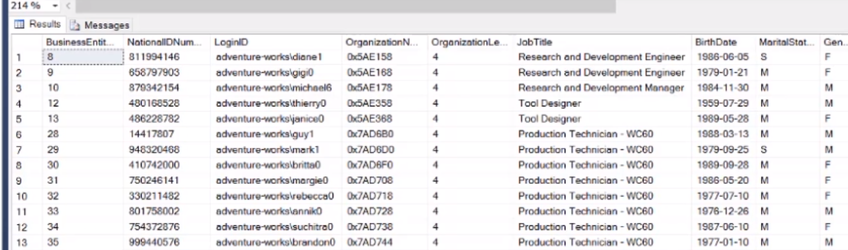 214 %
Results Messages
BusinessEntit... NationalIDNum... LoginID OrganizationN... OrganizationLe... JobTitle BirthDate MaritalStat... Gen...
1 8 811994146 adventure-works\diane1 0x5AE158 4 Research and Development Engineer 1986-06-05 S F
2 9 658797903 adventure-works\gigi0 0x5AE168 4 Research and Development Engineer 1979-01-21 M F
3 10 879342154 adventure-works\michael6 0x5AE178 4 Research and Development Manager 1984-11-30 M M
4 12 480168528 adventure-works\thierry0 0x5AE358 4 Tool Designer 1959-07-29 M M
5 13 486228782 adventure-works\janice0 0x5AE368 4 Tool Designer 1989-05-28 M F
6 28 14417807 adventure-works\guy1 0x7AD6B0 4 Production Technician - WC60 1988-03-13 M M
7 29 948320468 adventure-works\mark1 0x7AD6D0 4 Production Technician - WC60 1979-09-25 S M
8 30 410742000 adventure-works\britta0 0x7AD6F0 4 Production Technician - WC60 1989-09-28 M F
9 31 750246141 adventure-works\margie0 0x7AD708 4 Production Technician - WC60 1986-05-20 M F
10 32 330211482 adventure-works\rebecca0 0x7AD718 4 Production Technician - WC60 1977-07-10 M F
11 33 801758002 adventure-works\annik0 0x7AD728 4 Production Technician - WC60 1976-12-26 M M
12 34 754372876 adventure-works\suchitra0 0x7AD738 4 Production Technician - WC60 1987-06-10 M F
13 35 999440576 adventure-works\brandon0 0x7AD744 4 Production Technician - WC60 1977-01-10 M M